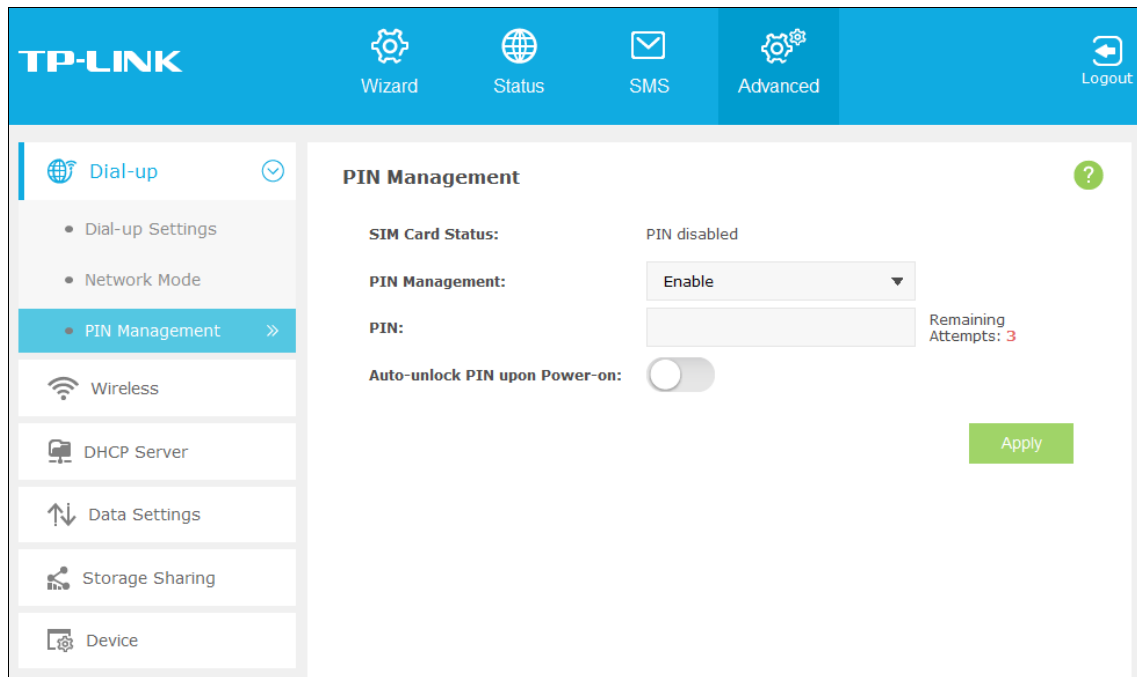 TP-LINK
Wizard
Status
SMS
Advanced
Logout
Dial-up
Dial-up Settings
Network Mode
PIN Management
Wireless
DHCP Server
Data Settings
Storage Sharing
Device
PIN Management
?
SIM Card Status: PIN disabled
PIN Management: Enable
PIN:
Remaining
Attempts: 3
Auto-unlock PIN upon Power-on:
Apply